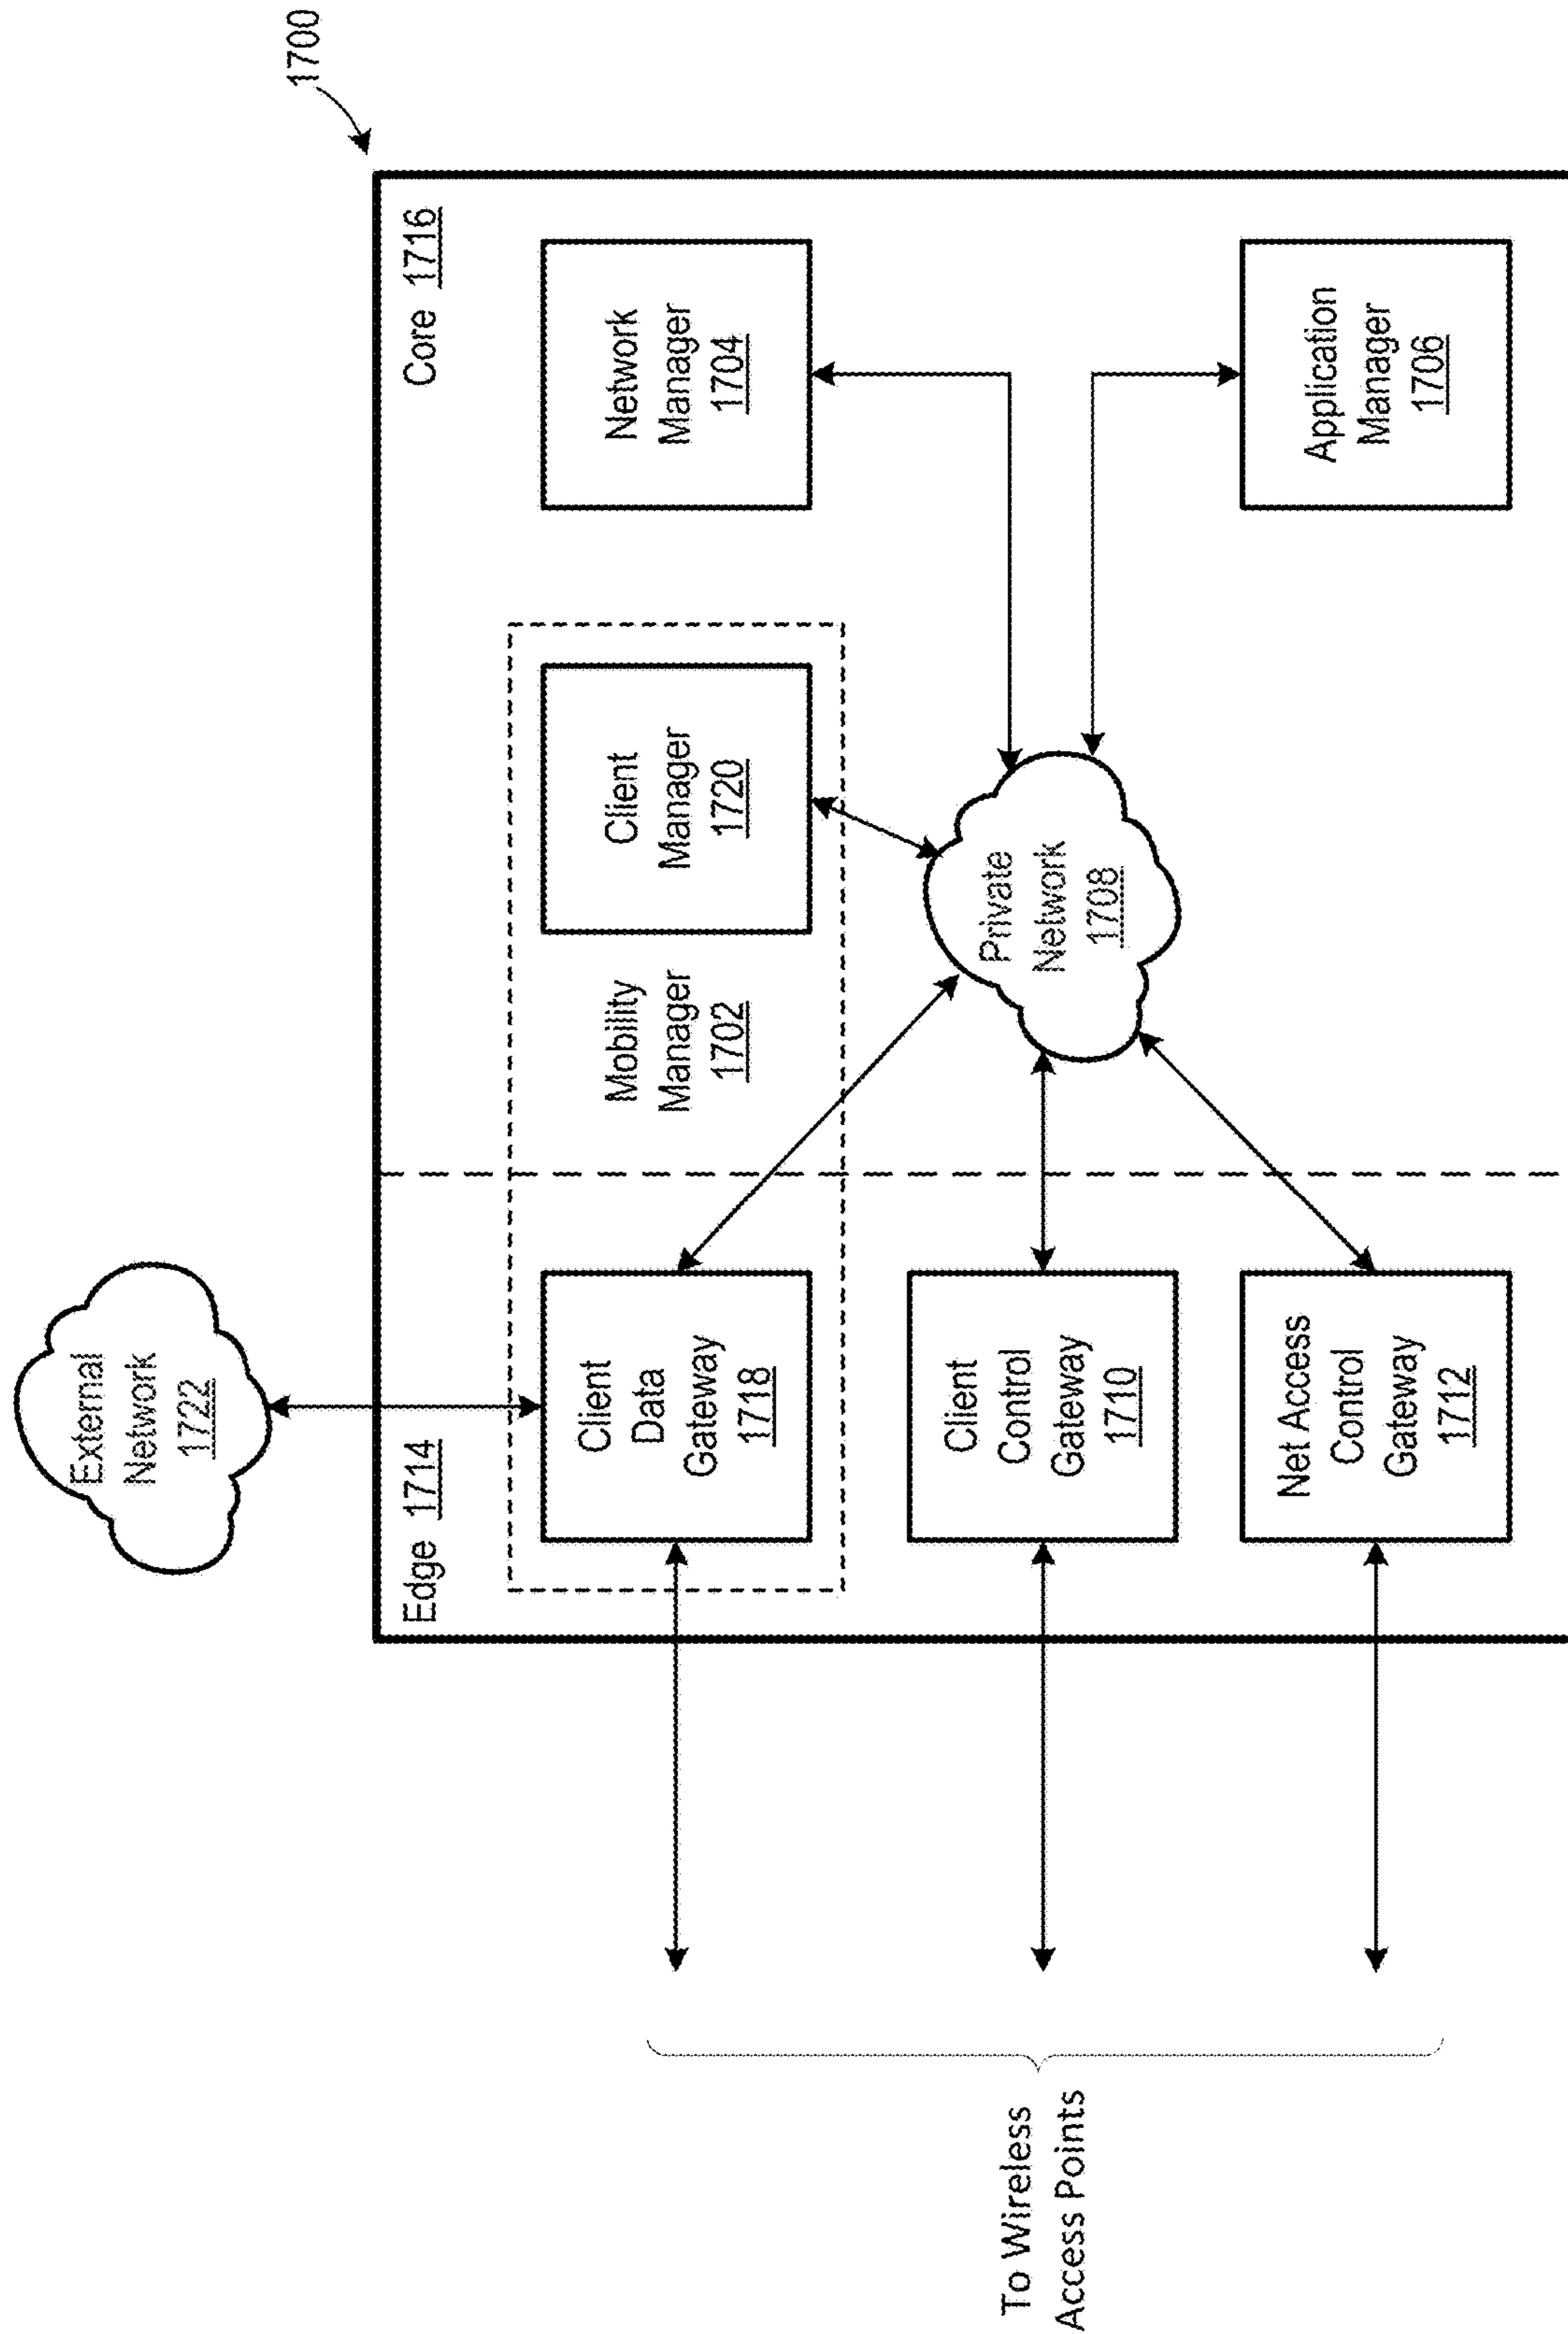 1700
External
Network
1722
Edge 1714
Core 1716
Client
Data
Gateway
1718
Mobility
Manager
1702
Client
Manager
1720
Network
Manager
1704
Client
Control
Gateway
1710
Private
Network
1708
Net Access
Control
Gateway
1712
Application
Manager
1706
To Wireless
Access Points